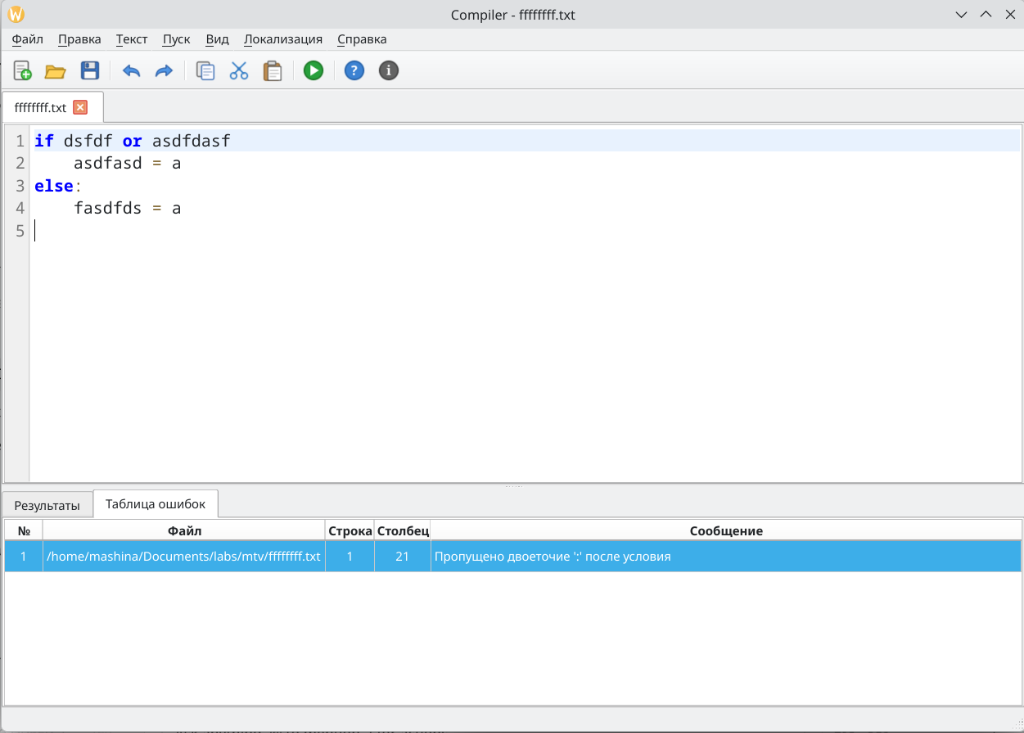 Compiler - ffffffff.txt
Файл Правка Текст Пуск Вид Локализация Справка
ffffffff.txt
1 if dsfdf or asdfdasf
2     asdfasd = a
3 else:
4     fasdfds = a
5
Результаты Таблица ошибок
№ Файл Строка Столбец Сообщение
1 /home/mashina/Documents/labs/mtv/ffffffff.txt 1 21 Пропущено двоеточие ':' после условия